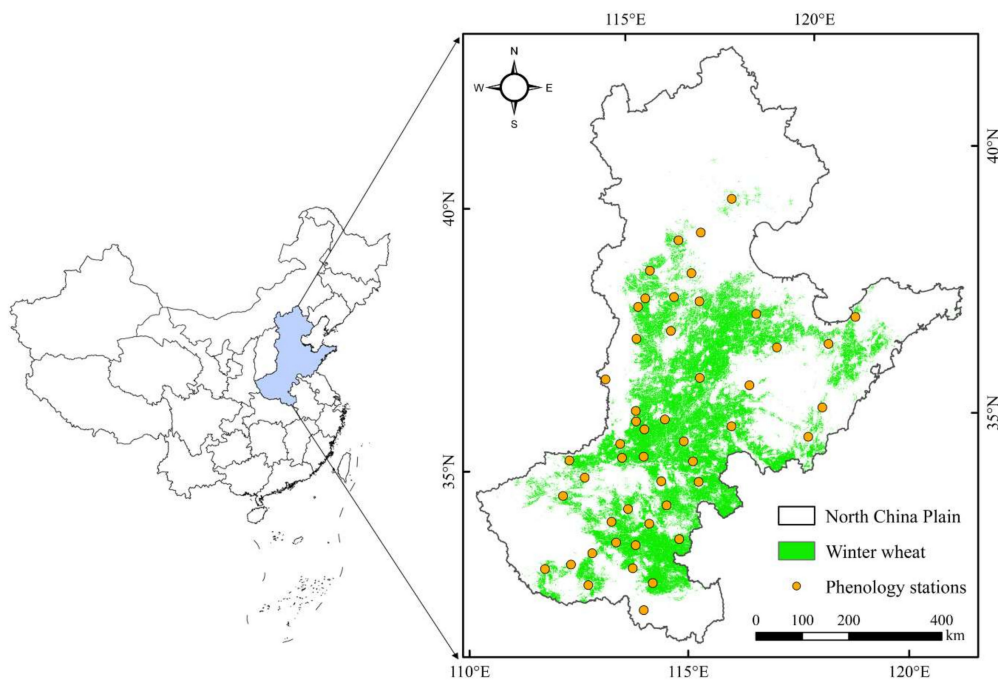 115°E 120°E
N
W E
S
40°N
40°N
35°N
35°N
North China Plain
Winter wheat
Phenology stations
0 100 200 400
km
110°E 115°E 120°E